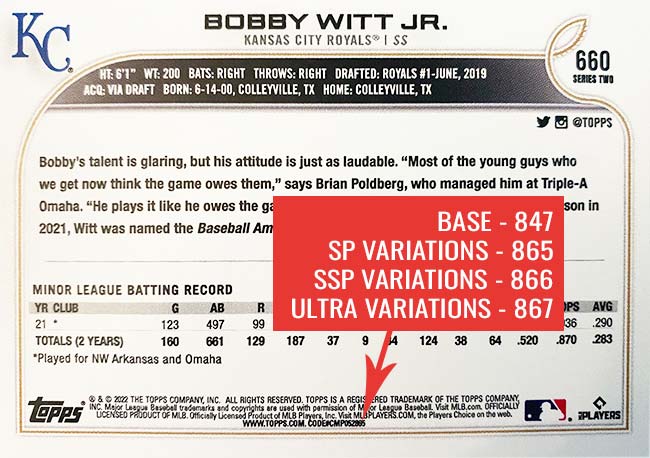 KC
BOBBY WITT JR.
KANSAS CITY ROYALS® | SS
660
SERIES TWO
HT: 6'1" WT: 200 BATS: RIGHT THROWS: RIGHT DRAFTED: ROYALS #1-JUNE, 2019
ACQ: VIA DRAFT BORN: 6-14-00, COLLEYVILLE, TX HOME: COLLEYVILLE, TX
@TOPPS
Bobby's talent is glaring, but his attitude is just as laudable. “Most of the young guys who
we get now think the game owes them,” says Brian Poldberg, who managed him at Triple-A
Omaha. “He plays it like he owes the ga son in
2021, Witt was named the Baseball Am
BASE - 847
SP VARIATIONS - 865
SSP VARIATIONS - 866
ULTRA VARIATIONS - 867
MINOR LEAGUE BATTING RECORD
YR CLUB G AB R OPS AVG
21 * 123 497 99 936 .290
TOTALS (2 YEARS) 160 661 129 187 37 9 124 38 64 .520 .870 .283
*Played for NW Arkansas and Omaha
topps
® & © 2022 THE TOPPS COMPANY, INC. ALL RIGHTS RESERVED. TOPPS IS A REGISTERED TRADEMARK OF THE TOPPS COMPANY,
INC. Major League Baseball trademarks and copyrights are used with permission of Major League Baseball. Visit MLB.com. OFFICIALLY
LICENSED PRODUCT OF MLB Players, Inc. Visit MLBPLAYERS.COM, the Players Choice on the web.
WWW.TOPPS.COM. CODE#CMP052865
PLAYERS